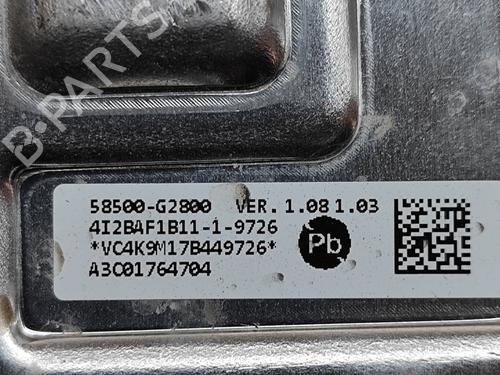 B-PARTS
58500-G2800 VER. 1.08 1.03
4I2BAF1B11-1-9726
*VC4K9M17B449726*
Pb
A3C01764704